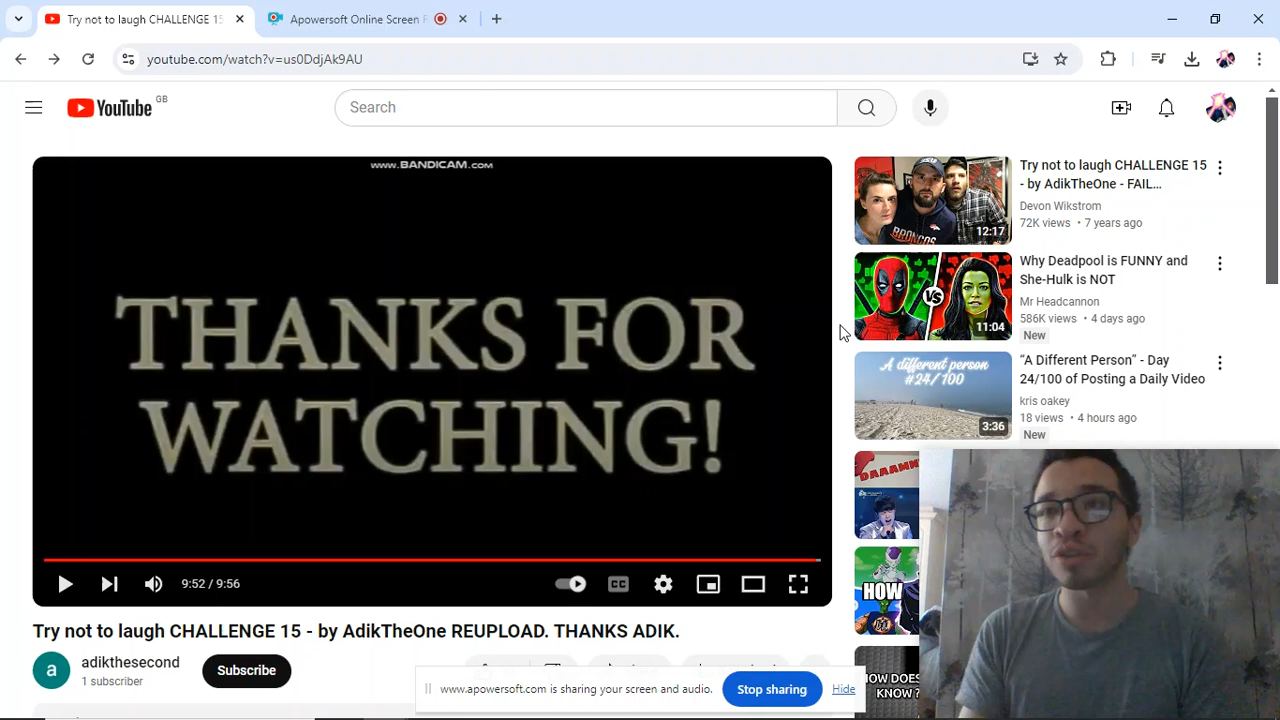 Try not to laugh CHALLENGE 15
Apowersoft Online Screen
youtube.com/watch?v=us0DdjAk9AU
YouTube GB
Search
www.BANDICAM.com
THANKS FOR
WATCHING!
9:52 / 9:56
CC
Try not to laugh CHALLENGE 15 - by AdikTheOne REUPLOAD. THANKS ADIK.
a
adikthesecond
1 subscriber
Subscribe
BRONCOS
12:17
Try not to laugh CHALLENGE 15
- by AdikTheOne - FAIL...
Devon Wikstrom
72K views • 7 years ago
VS
11:04
Why Deadpool is FUNNY and
She-Hulk is NOT
Mr Headcannon
586K views • 4 days ago
New
A different person
#24/100
3:36
“A Different Person” - Day
24/100 of Posting a Daily Video
kris oakey
18 views • 4 hours ago
New
HOW
KNOW?
www.apowersoft.com is sharing your screen and audio.
Stop sharing
Hide